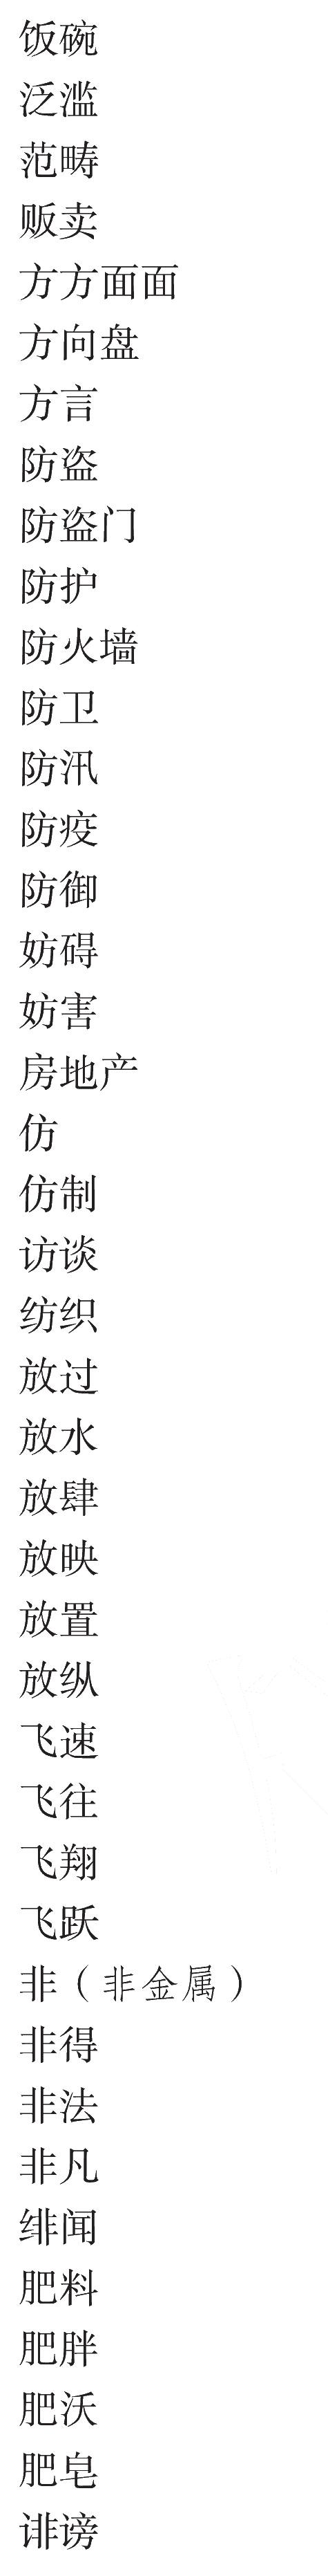 饭碗
泛滥
范畴
贩卖
方方面面
方向盘
方言
防盗
防盗门
防护
防火墙
防卫
防汛
防疫
防御
妨碍
妨害
房地产
仿
仿制
访谈
纺织
放过
放水
放肆
放映
放置
放纵
飞速
飞往
飞翔
飞跃
非（非金属）
非得
非法
非凡
绯闻
肥料
肥胖
肥沃
肥皂
诽谤